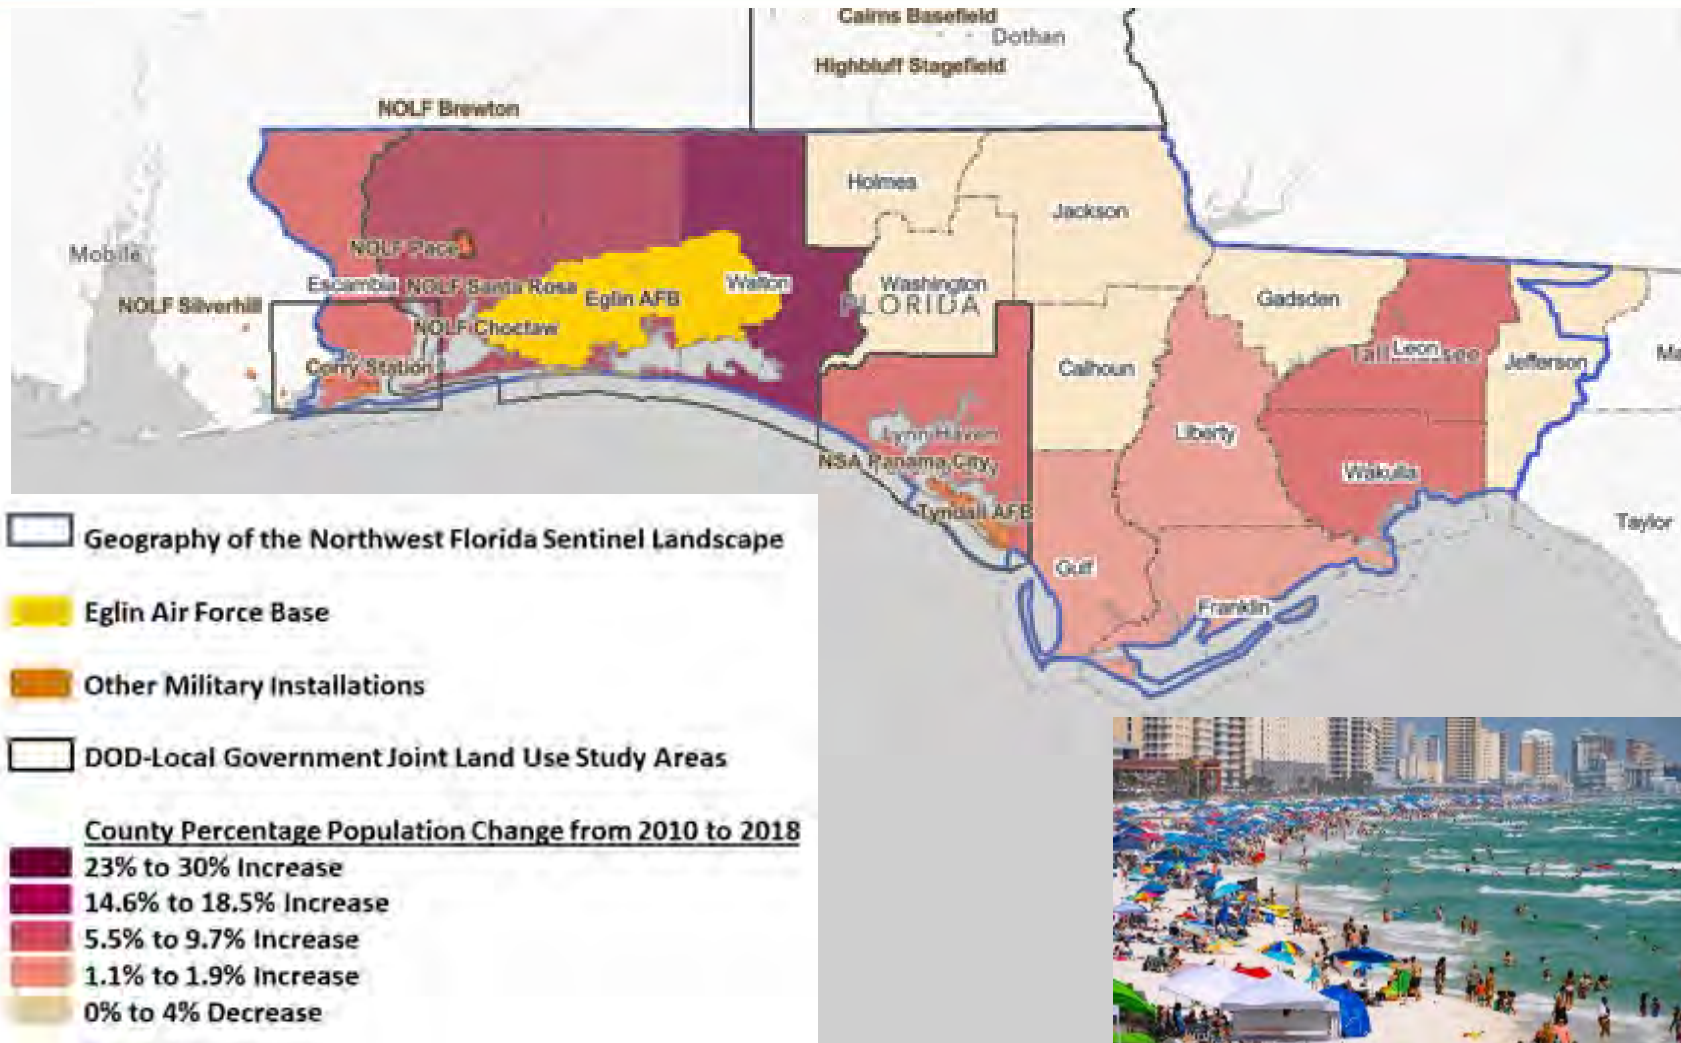 Cairns Basefield
Dothan
Highbluff Stagefield
NOLF Brewton
Holmes
Jackson
NOLF Pace
Mobile
Escambia
NOLF Santa Rosa
Eglin AFB
Walton
Washington
FLORIDA
Gadsden
NOLF Silverhill
NOLF Choctaw
Leon
Jefferson
Corry Station
Calhoun
Lynn Haven
Liberty
NSA Panama City
Wakulla
Tyndall AFB
Taylor
Gulf
Franklin
Geography of the Northwest Florida Sentinel Landscape
Eglin Air Force Base
Other Military Installations
DOD-Local Government Joint Land Use Study Areas
County Percentage Population Change from 2010 to 2018
23% to 30% Increase
14.6% to 18.5% Increase
5.5% to 9.7% Increase
1.1% to 1.9% Increase
0% to 4% Decrease